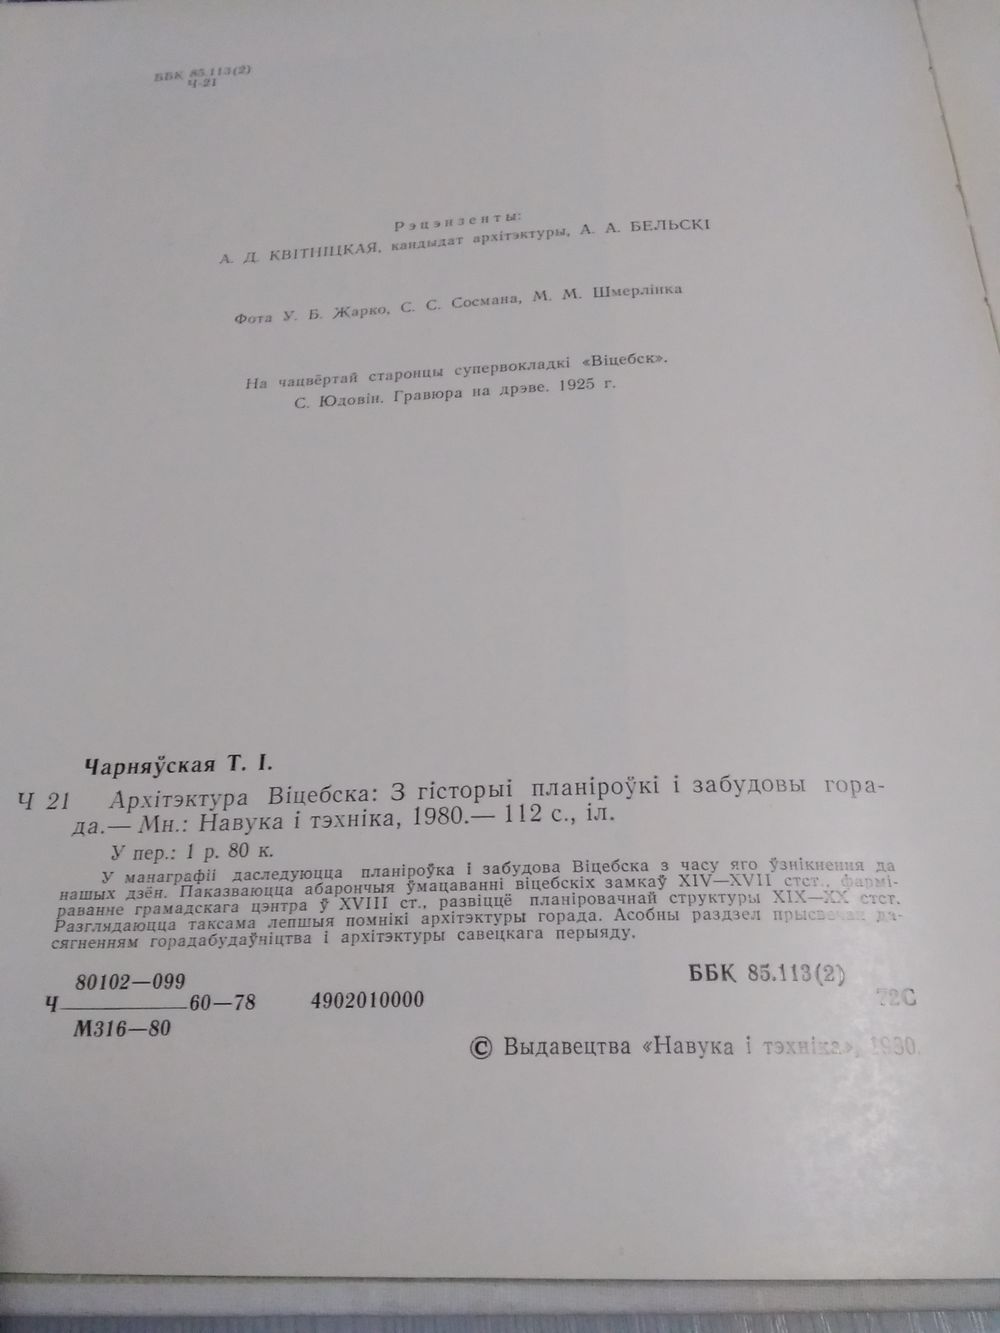 ББК 85.113(2)
Ч-21
Рэцэнзенты:
А. Д. КВІТНІЦКАЯ, кандыдат архітэктуры, А. А. БЕЛЬСКІ
Фота У. Б. Жарко, С. С. Сосмана, М. М. Шмерлінка
На чацвёртай старонцы супервокладкі «Віцебск».
С. Юдовін. Гравюра на дрэве. 1925 г.
Чарняўская Т. І.
Ч 21 Архітэктура Віцебска: З гісторыі планіроўкі і забудовы гора-
да.— Мн.: Навука і тэхніка, 1980.— 112 с., іл.
У пер.: 1 р. 80 к.
У манаграфіі даследуюцца планіроўка і забудова Віцебска з часу яго ўзнікнення да
нашых дзён. Паказваюцца абарончыя ўмацаванні віцебскіх замкаў XIV—XVII стст., фармі-
раванне грамадскага цэнтра ў XVIII ст., развіццё планіровачнай структуры XIX—XX стст.
Разглядаюцца таксама лепшыя помнікі архітэктуры горада. Асобны раздзел прысвечан да-
сягненням горадабудаўніцтва і архітэктуры савецкага перыяду.
80102—099
Ч————60—78 4902010000
М316—80
ББК 85.113(2)
72С
© Выдавецтва «Навука і тэхніка», 1980.